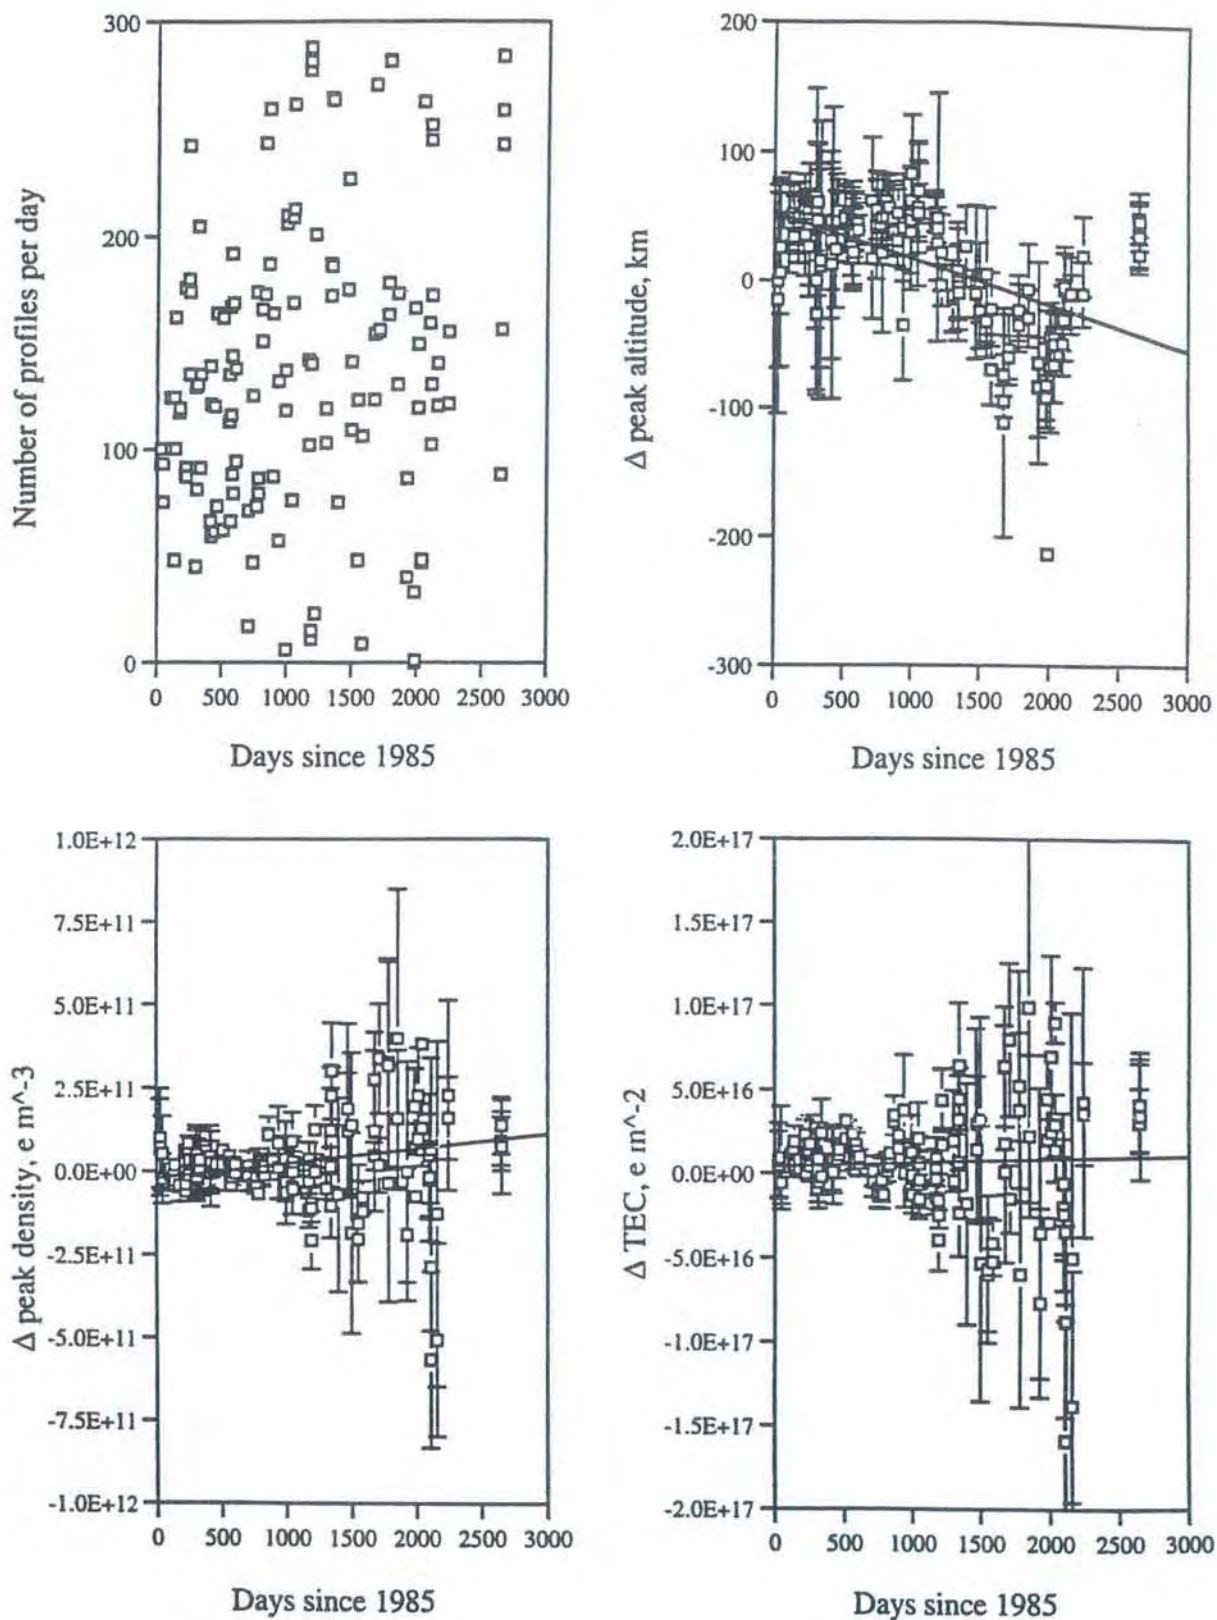 300
200
100
0
0 500 1000 1500 2000 2500 3000
Number of profiles per day
Days since 1985
200
100
0
-100
-200
-300
0 500 1000 1500 2000 2500 3000
Δ peak altitude, km
Days since 1985
1.0E+12
7.5E+11
5.0E+11
2.5E+11
0.0E+00
-2.5E+11
-5.0E+11
-7.5E+11
-1.0E+12
0 500 1000 1500 2000 2500 3000
Δ peak density, e m^-3
Days since 1985
2.0E+17
1.5E+17
1.0E+17
5.0E+16
0.0E+00
-5.0E+16
-1.0E+17
-1.5E+17
-2.0E+17
0 500 1000 1500 2000 2500 3000
Δ TEC, e m^-2
Days since 1985